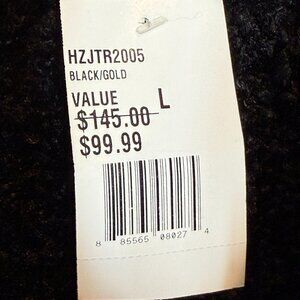 HZJTR2005
BLACK/GOLD
VALUE L
$145.00
$99.99
8 85565 08027 4